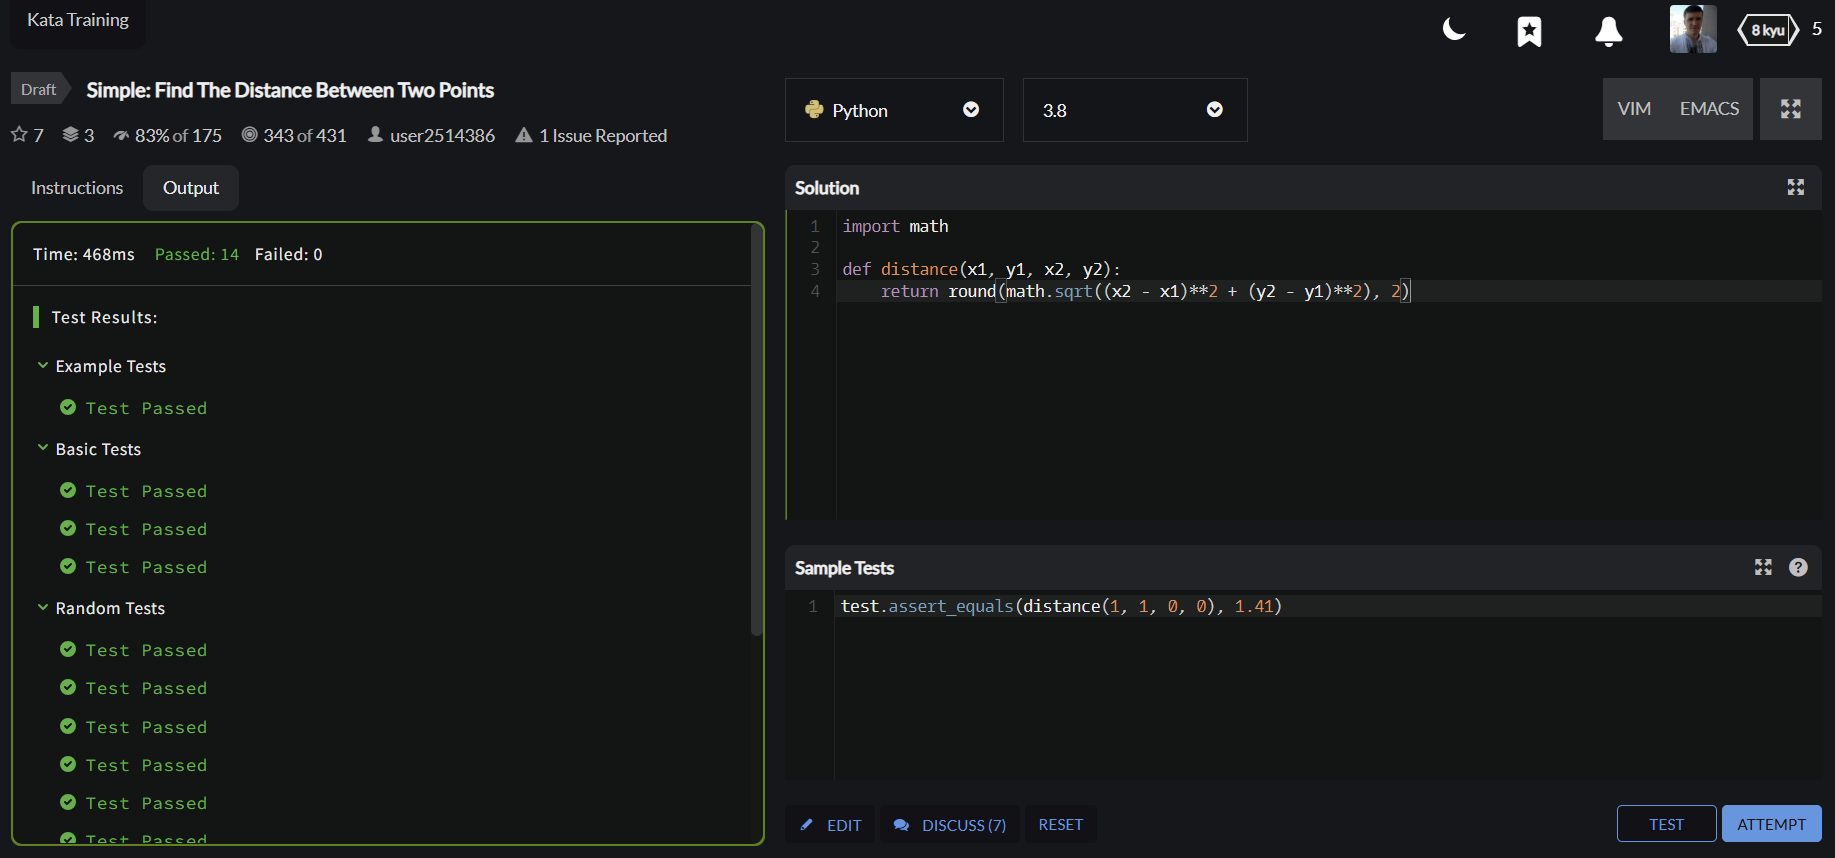 Kata Training
8 kyu 5
Draft Simple: Find The Distance Between Two Points
7 3 83% of 175 343 of 431 user2514386 1 Issue Reported
Python 3.8 VIM EMACS
Instructions Output
Time: 468ms Passed: 14 Failed: 0
Test Results:
Example Tests
Test Passed
Basic Tests
Test Passed
Test Passed
Test Passed
Random Tests
Test Passed
Test Passed
Test Passed
Test Passed
Test Passed
Test Passed
Solution
1 import math
2
3 def distance(x1, y1, x2, y2):
4 return round(math.sqrt((x2 - x1)**2 + (y2 - y1)**2), 2)
Sample Tests
?
1 test.assert_equals(distance(1, 1, 0, 0), 1.41)
EDIT DISCUSS (7) RESET TEST ATTEMPT